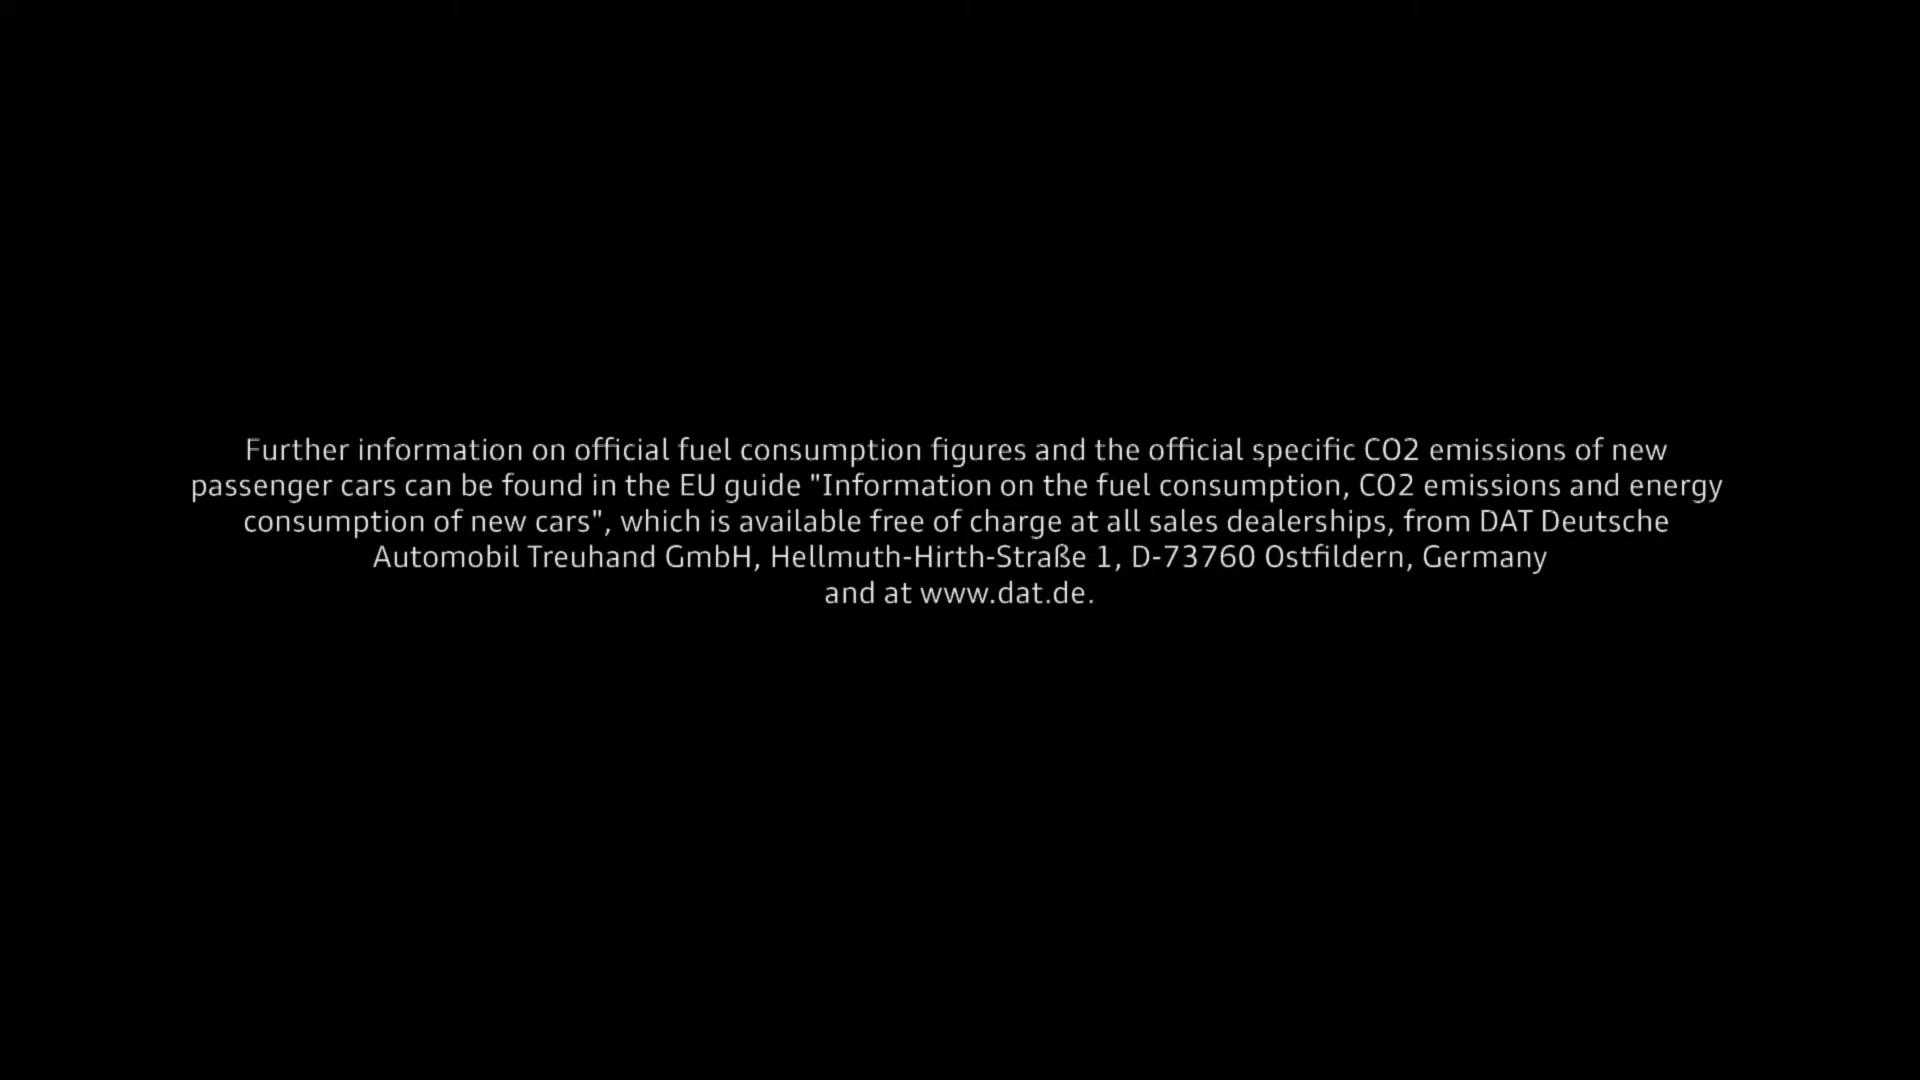 Further information on official fuel consumption figures and the official specific CO2 emissions of new
passenger cars can be found in the EU guide "Information on the fuel consumption, CO2 emissions and energy
consumption of new cars", which is available free of charge at all sales dealerships, from DAT Deutsche
Automobil Treuhand GmbH, Hellmuth-Hirth-Straße 1, D-73760 Ostfildern, Germany
and at www.dat.de.